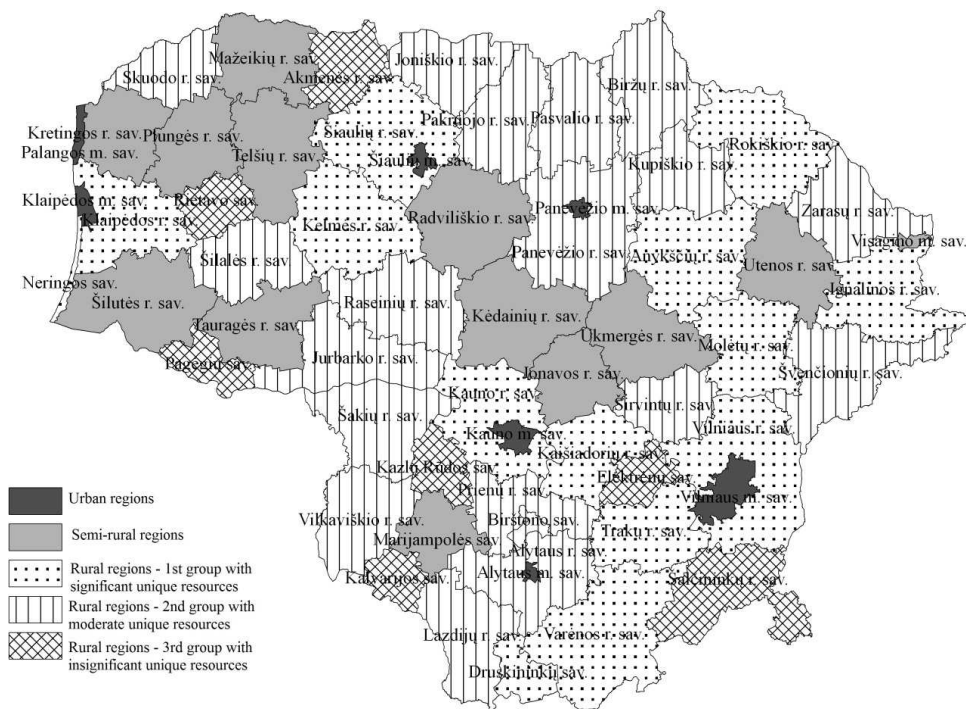 Mažeikių r. sav.
Skuodo r. sav.
Akmenės r. sav.
Joniškio r. sav.
Biržų r. sav.
Kretingos r. sav.
Plungės r. sav.
Šiaulių r. sav.
Pakruojo r. sav.
Pasvalio r. sav.
Palangos m. sav.
Telšių r. sav.
Šiaulių m. sav.
Kupiškio r. sav.
Rokiškio r. sav.
Klaipėdos m. sav.
Rietavo sav.
Klaipėdos r. sav.
Kelmės r. sav.
Radviliškio r. sav.
Panevėžio m. sav.
Zarasų r. sav.
Visagino m. sav.
Šilalės r. sav.
Panevėžio r. sav.
Anykščių r. sav.
Utenos r. sav.
Neringos sav.
Ignalinos r. sav.
Šilutės r. sav.
Raseinių r. sav.
Kėdainių r. sav.
Tauragės r. sav.
Ukmergės r. sav.
Molėtų r. sav.
Pagėgių sav.
Jurbarko r. sav.
Jonavos r. sav.
Švenčionių r. sav.
Kauno r. sav.
Širvintų r. sav.
Šakių r. sav.
Vilniaus r. sav.
Kauno m. sav.
Kaišiadorių r. sav.
Kazlų Rūdos sav.
Elektrėnų sav.
Prienų r. sav.
Vilniaus m. sav.
Vilkaviškio r. sav.
Birštono sav.
Trakų r. sav.
Marijampolės sav.
Alytaus r. sav.
Kalvarijos sav.
Alytaus m. sav.
Šalčininkų r. sav.
Lazdijų r. sav.
Varėnos r. sav.
Druskininkų sav.
Urban regions
Semi-rural regions
Rural regions - 1st group with
significant unique resources
Rural regions - 2nd group with
moderate unique resources
Rural regions - 3rd group with
insignificant unique resources